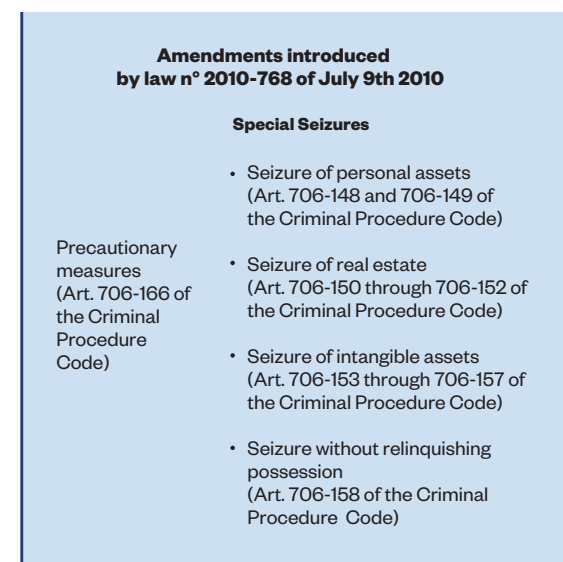 Amendments introduced
by law n° 2010-768 of July 9th 2010
Precautionary
measures
(Art. 706-166 of
the Criminal
Procedure
Code)
Special Seizures
• Seizure of personal assets
(Art. 706-148 and 706-149 of
the Criminal Procedure Code)
• Seizure of real estate
(Art. 706-150 through 706-152 of
the Criminal Procedure Code)
• Seizure of intangible assets
(Art. 706-153 through 706-157 of
the Criminal Procedure Code)
• Seizure without relinquishing
possession
(Art. 706-158 of the Criminal
Procedure Code)